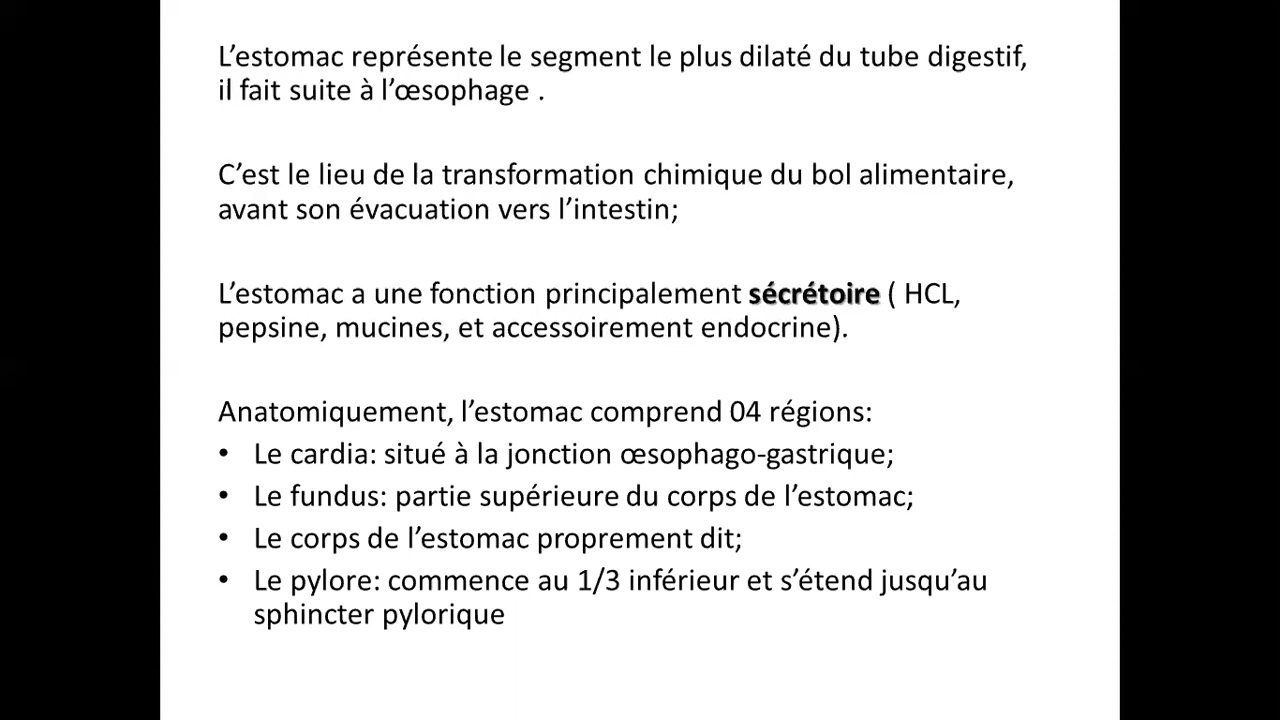 L’estomac représente le segment le plus dilaté du tube digestif,
il fait suite à l’œsophage .
C’est le lieu de la transformation chimique du bol alimentaire,
avant son évacuation vers l’intestin;
L’estomac a une fonction principalement sécrétoire ( HCL,
pepsine, mucines, et accessoirement endocrine).
Anatomiquement, l’estomac comprend 04 régions:
• Le cardia: situé à la jonction œsophago-gastrique;
• Le fundus: partie supérieure du corps de l’estomac;
• Le corps de l’estomac proprement dit;
• Le pylore: commence au 1/3 inférieur et s’étend jusqu’au
sphincter pylorique